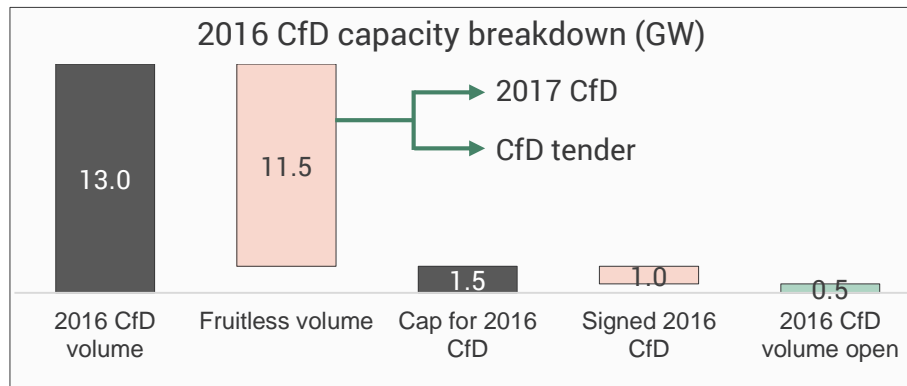 2016 CfD capacity breakdown (GW)
2017 CfD
CfD tender
13.0
11.5
1.5
1.0
0.5
2016 CfD
volume
Fruitless volume
Cap for 2016
CfD
Signed 2016
CfD
2016 CfD
volume open